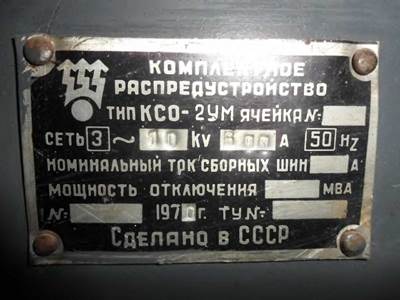 КОМПЛЕКТНОЕ
РАСПРЕДУСТРОЙСТВО
ТИП КСО-2УМ ЯЧЕЙКА №
СЕТЬ 3 ~ 10 KV 600 А 50 HZ
НОМИНАЛЬНЫЙ ТОК СБОРНЫХ ШИН А
МОЩНОСТЬ ОТКЛЮЧЕНИЯ МВА
№ 197 г. ТУ №
СДЕЛАНО В СССР